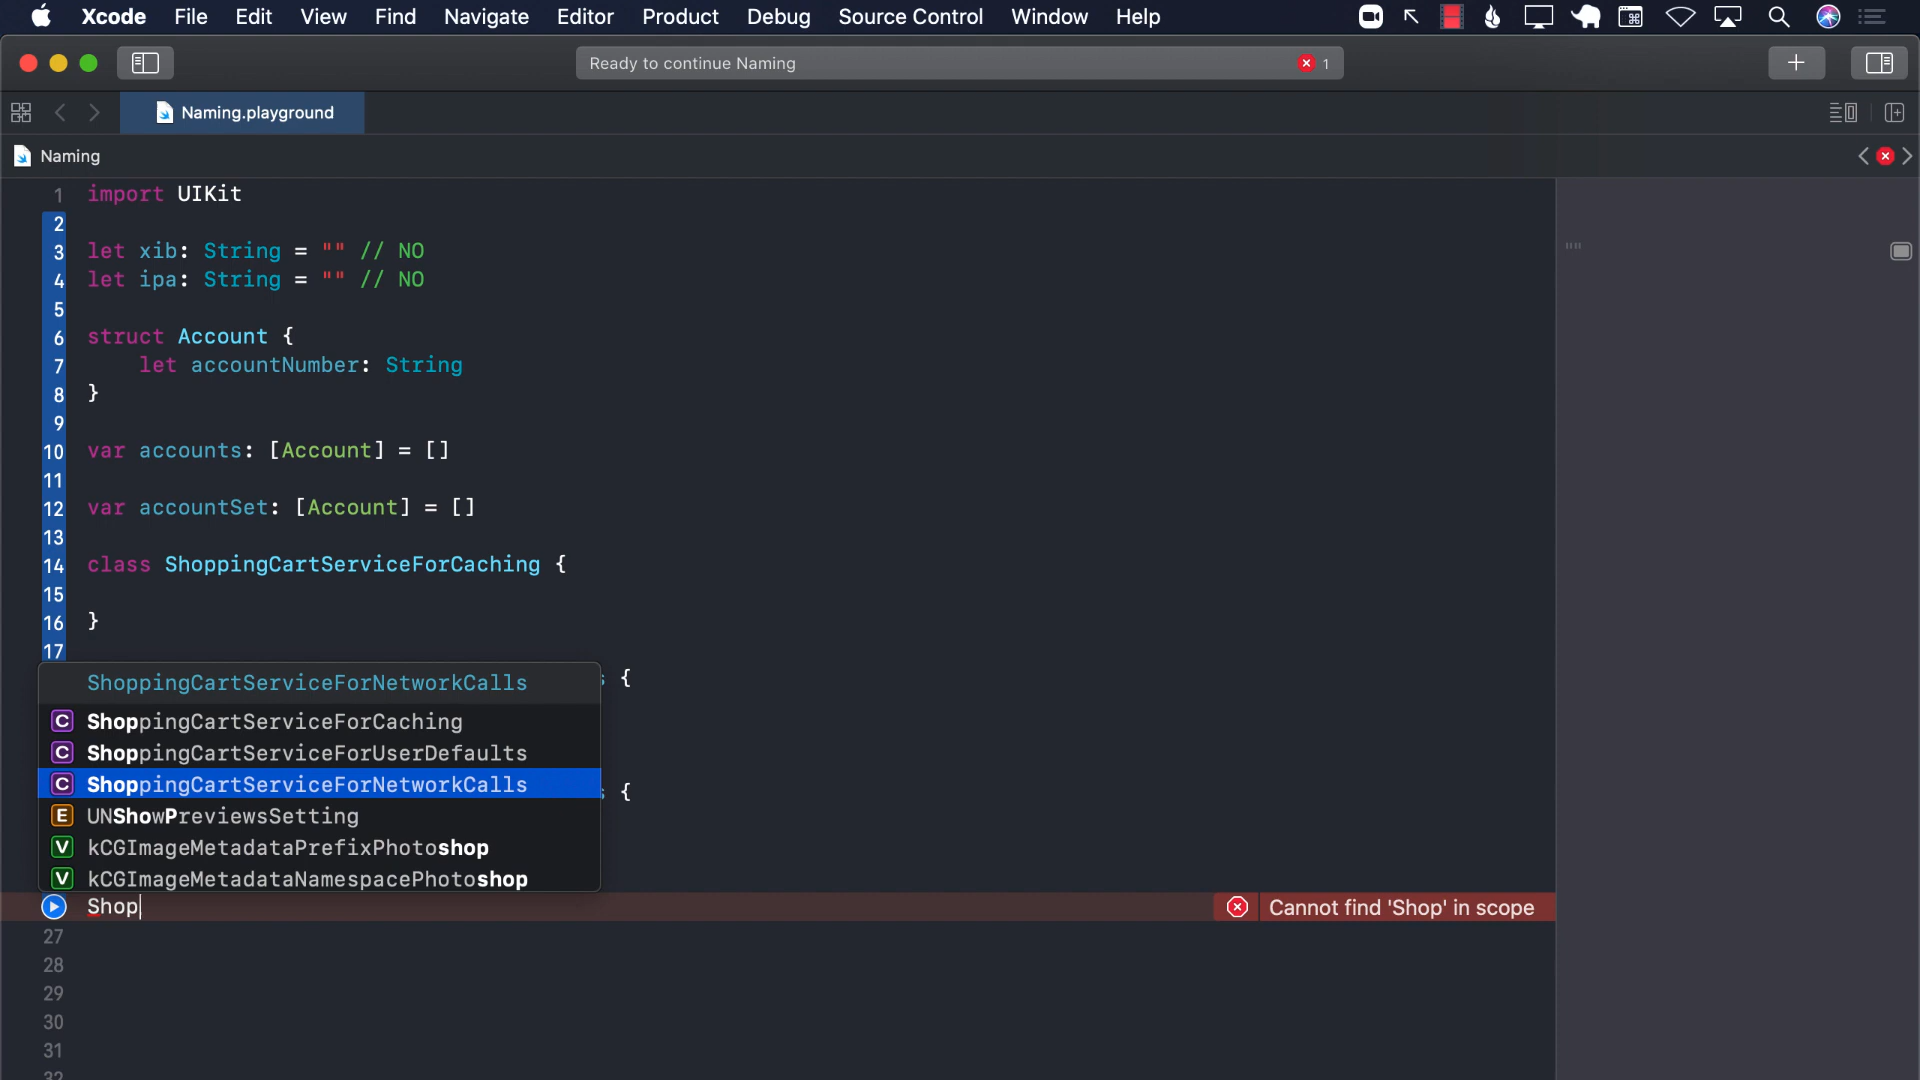 Xcode File Edit View Find Navigate Editor Product Debug Source Control Window Help
Ready to continue Naming 1
Naming.playground
Naming
1 import UIKit
2
3 let xib: String = "" // NO
""
4 let ipa: String = "" // NO
5
6 struct Account {
7 let accountNumber: String
8 }
9
10 var accounts: [Account] = []
11
12 var accountSet: [Account] = []
13
14 class ShoppingCartServiceForCaching {
15
16 }
17
{
ShoppingCartServiceForNetworkCalls
C ShoppingCartServiceForCaching
C ShoppingCartServiceForUserDefaults
C ShoppingCartServiceForNetworkCalls
{
E UNShowPreviewsSetting
V kCGImageMetadataPrefixPhotoshop
V kCGImageMetadataNamespacePhotoshop
Shop Cannot find 'Shop' in scope
27
28
29
30
31
32